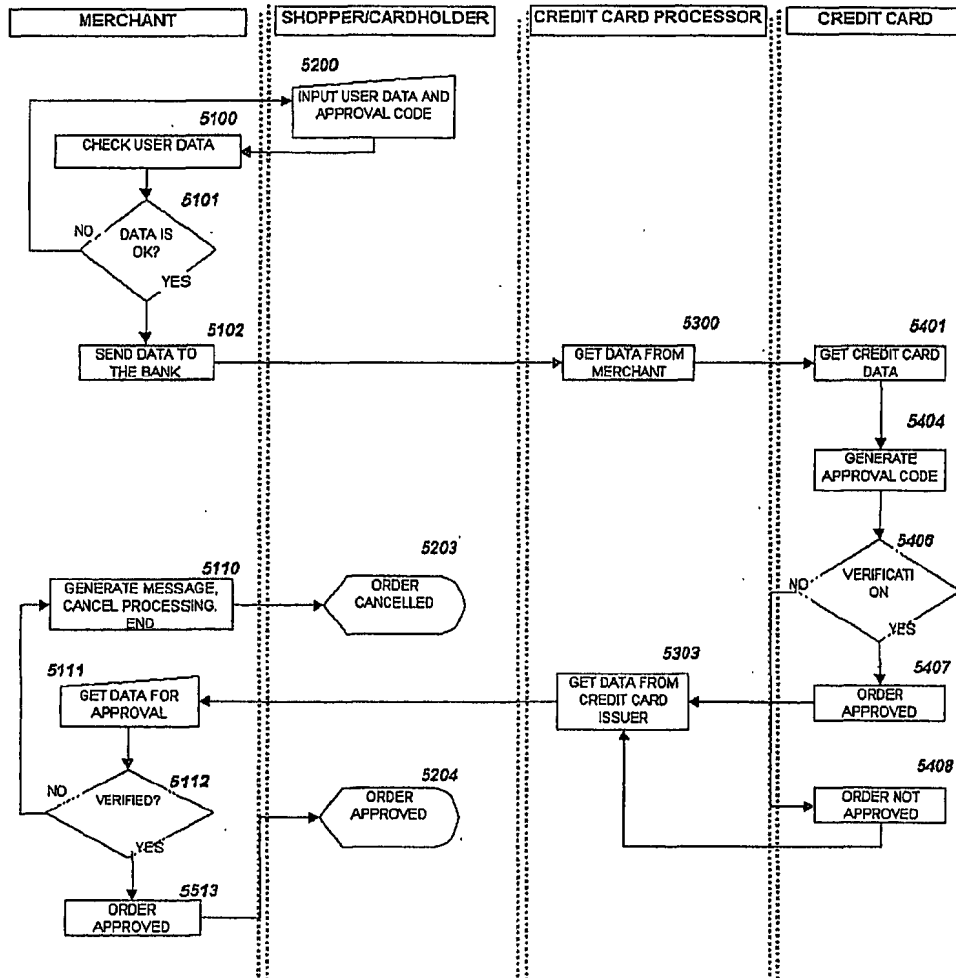 MERCHANT
SHOPPER/CARDHOLDER
CREDIT CARD PROCESSOR
CREDIT CARD
5200
INPUT USER DATA AND
APPROVAL CODE
5100
CHECK USER DATA
5101
NO
DATA IS
OK?
YES
5102
SEND DATA TO
THE BANK
5300
GET DATA FROM
MERCHANT
5401
GET CREDIT CARD
DATA
5404
GENERATE
APPROVAL CODE
5406
NO
VERIFICATI
ON
YES
5110
GENERATE MESSAGE,
CANCEL PROCESSING.
END
5203
ORDER
CANCELLED
5111
GET DATA FOR
APPROVAL
5303
GET DATA FROM
CREDIT CARD
ISSUER
5407
ORDER
APPROVED
5112
NO
VERIFIED?
YES
5204
ORDER
APPROVED
5408
ORDER NOT
APPROVED
5513
ORDER
APPROVED